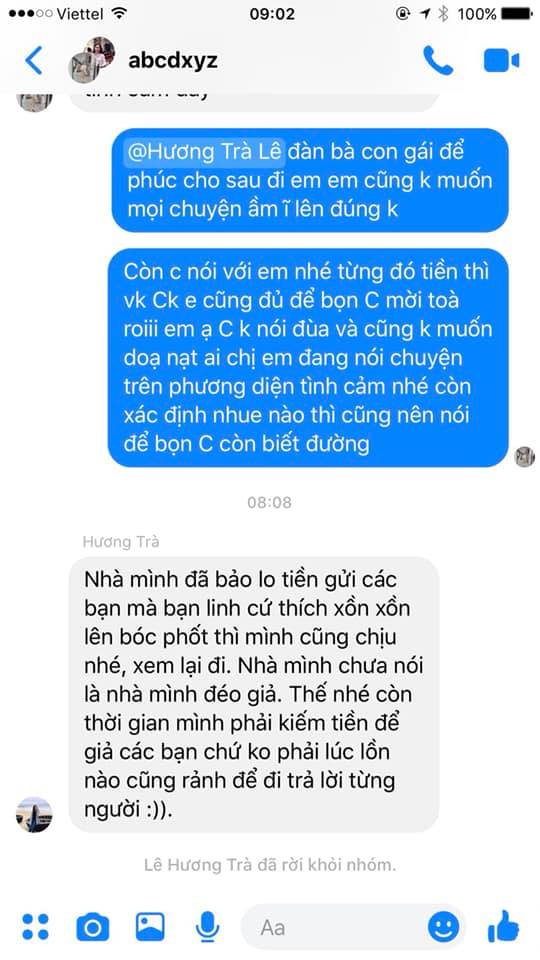 Viettel
09:02
100%
abcdxyz
@Hương Trà Lê đàn bà con gái để
phúc cho sau đi em em cũng k muốn
mọi chuyện ầm ĩ lên đúng k
Còn c nói với em nhé từng đó tiền thì
vk Ck e cũng đủ để bọn C mời toà
roiii em ạ C k nói đùa và cũng k muốn
doạ nạt ai chị em đang nói chuyện
trên phương diện tình cảm nhé còn
xác định nhue nào thì cũng nên nói
để bọn C còn biết đường
08:08
Hương Trà
Nhà mình đã bảo lo tiền gửi các
bạn mà bạn linh cứ thích xồn xồn
lên bóc phốt thì mình cũng chịu
nhé, xem lại đi. Nhà mình chưa nói
là nhà mình đéo giả. Thế nhé còn
thời gian mình phải kiếm tiền để
giả các bạn chứ ko phải lúc lồn
nào cũng rảnh để đi trả lời từng
người :)).
Lê Hương Trà đã rời khỏi nhóm.
Aa